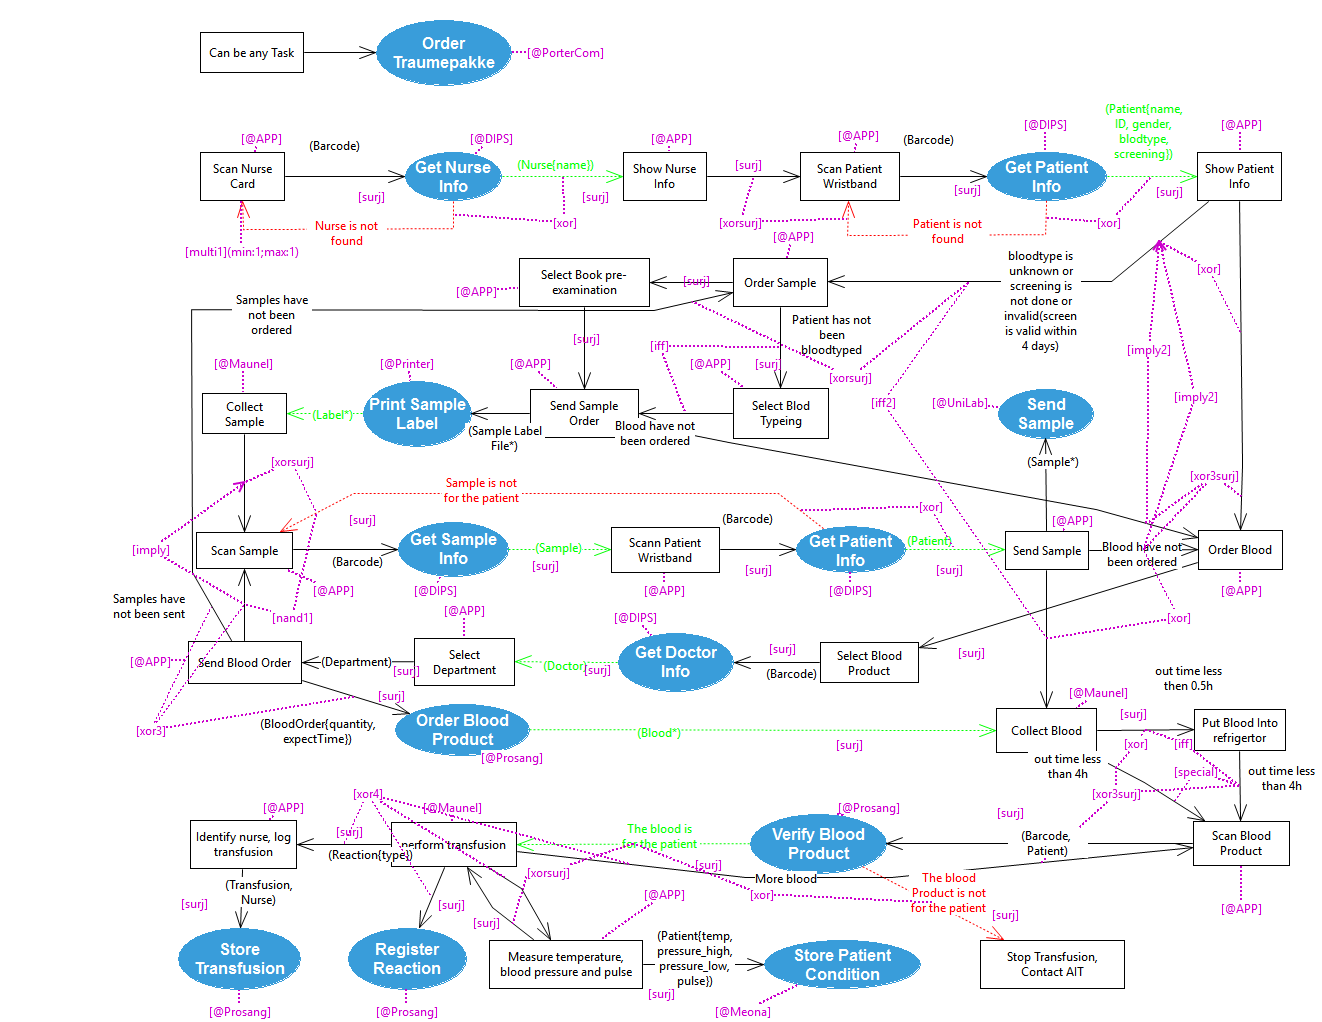 Order
Traumepakke
Can be any Task
[@PorterCom]
(Patient{name,
ID, gender,
blodtype,
screening})
[@APP]
[@DIPS]
[@APP]
[@APP]
[@DIPS]
[@APP]
(Barcode)
(Barcode)
Scan Nurse
Card
Get Nurse
Info
(Nurse{name})
Show Nurse
Info
[surj]
Scan Patient
Wristband
Get Patient
Info
Show Patient
Info
[surj]
[surj]
[surj]
[surj]
Nurse is not
found
[xor]
[xorsurj]
Patient is not
found
[xor]
[multi1](min:1;max:1)
[@APP]
bloodtype is
unknown or
screening is
not done or
invalid(screen
is valid within
4 days)
[xor]
Select Book pre-
examination
[surj]
Order Sample
[@APP]
Samples have
not been
ordered
Patient has not
been
bloodtyped
[surj]
[iff]
[imply2]
[@Maunel]
[@Printer]
[@APP]
[@APP]
[surj]
[xorsurj]
[imply2]
Collect
Sample
(Label*)
Print Sample
Label
Send Sample
Order
Select Blod
Typeing
[iff2]
[@UniLab]
Send
Sample
(Sample Label
File*)
Blood have not
been ordered
[xorsurj]
(Sample*)
[xor3surj]
Sample is not
for the patient
[xor]
[surj]
(Barcode)
[@APP]
[imply]
Scan Sample
(Barcode)
Get Sample
Info
(Sample)
[surj]
Scann Patient
Wristband
[surj]
Get Patient
Info
(Patient)
[surj]
Send Sample
Blood have not
been ordered
Order Blood
[@APP]
[@DIPS]
[@APP]
[@DIPS]
[@APP]
Samples have
not been sent
[nand1]
[@APP]
[@DIPS]
[xor]
[@APP]
Send Blood Order
(Department)
[surj]
Select
Department
(Doctor)
[surj]
Get Doctor
Info
[surj]
(Barcode)
Select Blood
Product
[surj]
out time less
then 0.5h
[surj]
[@Maunel]
[xor3]
(BloodOrder{quantity,
expectTime})
Order Blood
Product
(Blood*)
[surj]
Collect Blood
[surj]
Put Blood Into
refrigertor
[@Prosang]
[xor]
[iff]
out time less
than 4h
[special]
out time less
than 4h
[xor4]
[xor3surj]
[@APP]
[@Maunel]
[@Prosang]
[surj]
Identify nurse, log
transfusion
[surj]
(Reaction{type})
perform transfusion
The blood is
for the patient
Verify Blood
Product
(Barcode,
Patient)
Scan Blood
Product
[xorsurj]
[surj]
More blood
[xor]
The blood
Product is not
for the patient
(Transfusion,
Nurse)
[surj]
[surj]
[surj]
[@APP]
[surj]
[@APP]
Store
Transfusion
Register
Reaction
Measure temperature,
blood pressure and pulse
(Patient{temp,
pressure_high,
pressure_low,
pulse})
[surj]
Store Patient
Condition
Stop Transfusion,
Contact AIT
[@Prosang]
[@Prosang]
[@Meona]